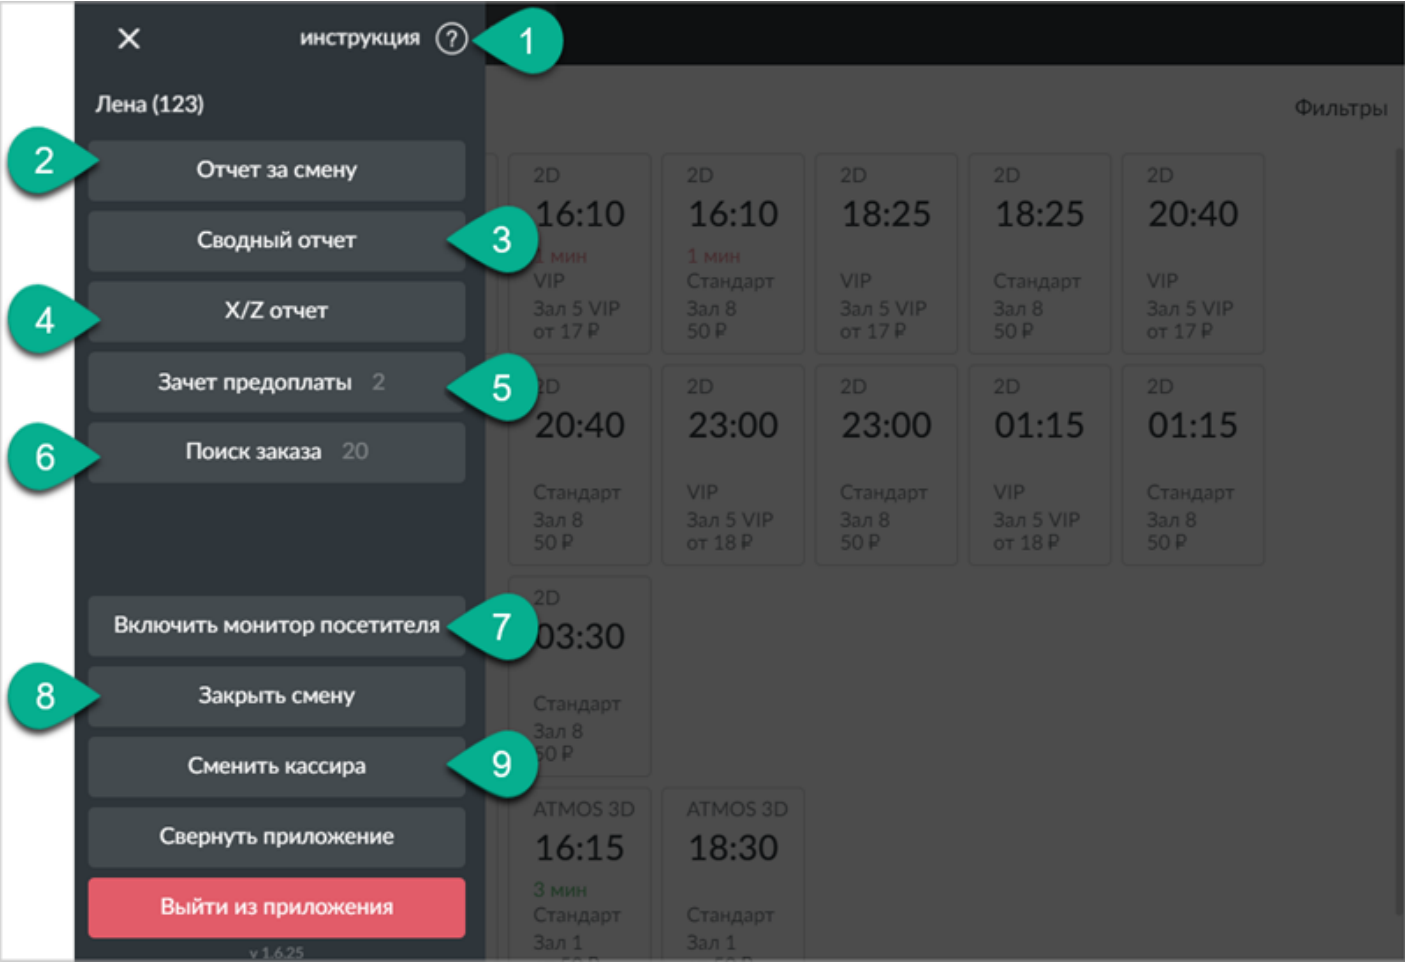 инструкция ?
1
Лена (123)
Фильтры
2
Отчет за смену
Сводный отчет
3
4
X/Z отчет
Зачет предоплаты 2
5
6
Поиск заказа 20
Включить монитор посетителя
7
8
Закрыть смену
Сменить кассира
9
Свернуть приложение
Выйти из приложения
v 1.6.25
2D
16:10
1 мин
VIP
Зал 5 VIP
от 17 ₽
2D
16:10
1 мин
Стандарт
Зал 8
50 ₽
2D
18:25
VIP
Зал 5 VIP
от 17 ₽
2D
18:25
Стандарт
Зал 8
50 ₽
2D
20:40
VIP
Зал 5 VIP
от 17 ₽
2D
20:40
Стандарт
Зал 8
50 ₽
2D
23:00
VIP
Зал 5 VIP
от 18 ₽
2D
23:00
Стандарт
Зал 8
50 ₽
2D
01:15
VIP
Зал 5 VIP
от 18 ₽
2D
01:15
Стандарт
Зал 8
50 ₽
2D
03:30
Стандарт
Зал 8
50 ₽
ATMOS 3D
16:15
3 мин
Стандарт
Зал 1
ATMOS 3D
18:30
Стандарт
Зал 1